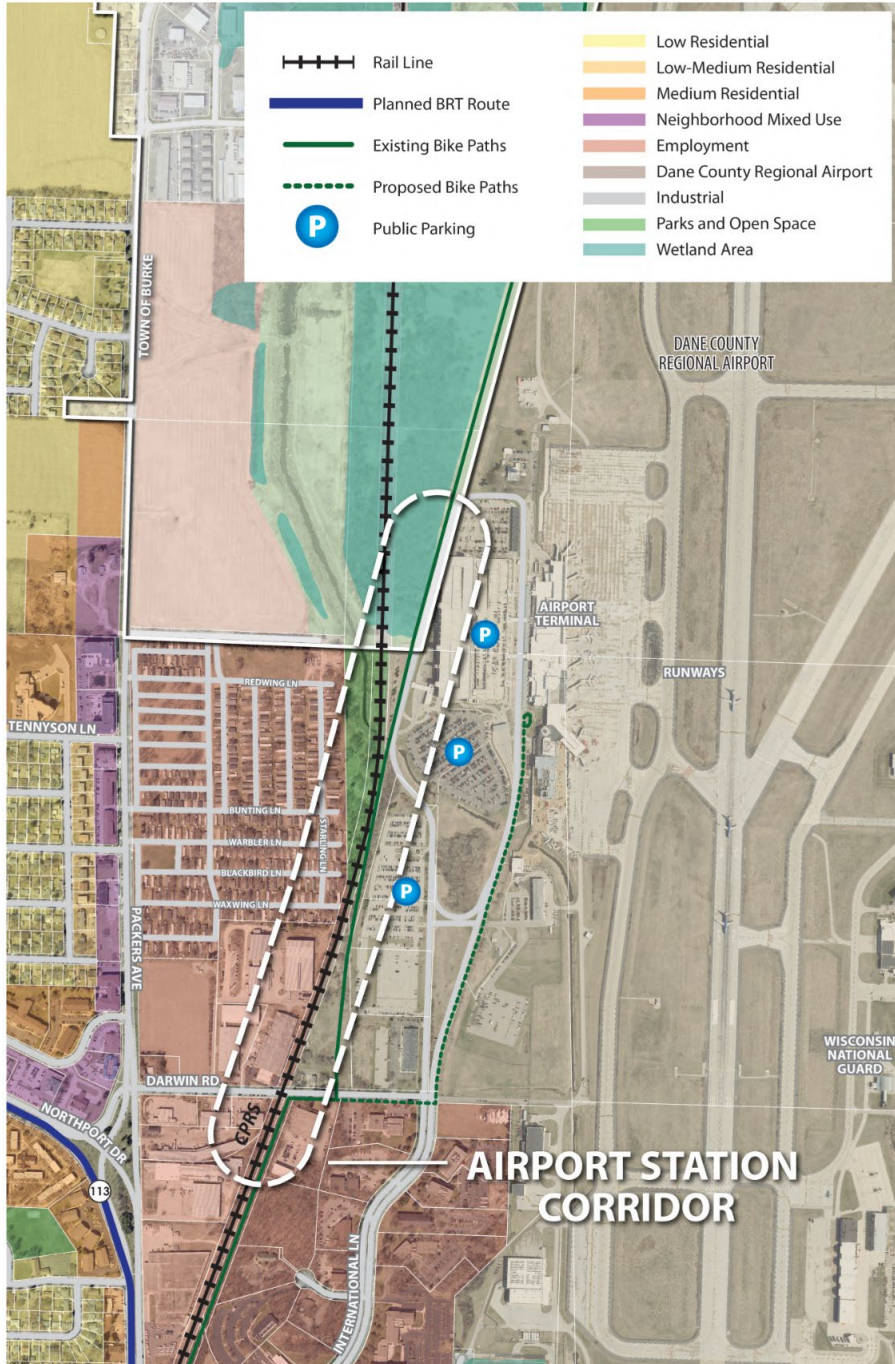 Rail Line
Planned BRT Route
Existing Bike Paths
Proposed Bike Paths
P
Public Parking
Low Residential
Low-Medium Residential
Medium Residential
Neighborhood Mixed Use
Employment
Dane County Regional Airport
Industrial
Parks and Open Space
Wetland Area
TOWN OF BURKE
DANE COUNTY
REGIONAL AIRPORT
AIRPORT
TERMINAL
P
RUNWAYS
REDWING LN
TENNYSON LN
P
BUNTING LN
STARLING LN
WARBLER LN
BLACKBIRD LN
P
WAXWING LN
PACKERS AVE
WISCONSIN
NATIONAL
GUARD
DARWIN RD
CPRS
NORTHPORT DR
113
AIRPORT STATION
CORRIDOR
INTERNATIONAL LN